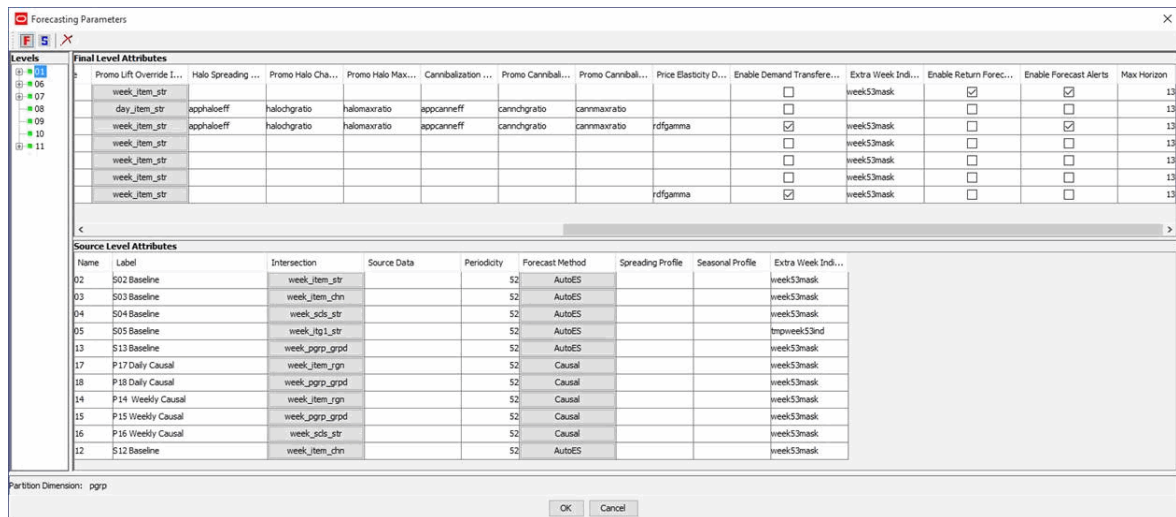 Forecasting Parameters
F S
Levels
01
06
07
08
09
10
11
Final Level Attributes
Promo Lift Override I... Halo Spreading ... Promo Halo Cha... Promo Halo Max... Cannibalization ... Promo Cannibali... Promo Cannibali... Price Elasticity D... Enable Demand Transfere... Extra Week Indi... Enable Return Forec... Enable Forecast Alerts Max Horizon
week_item_str week53mask 13
day_item_str apphaloeff halochgratio halomaxratio appcanneff cannchgratio cannmaxratio 13
week_item_str apphaloeff halochgratio halomaxratio appcanneff cannchgratio cannmaxratio rdfgamma week53mask 13
week_item_str week53mask 13
week_item_str week53mask 13
week_item_str week53mask 13
week_item_str rdfgamma week53mask 13
Source Level Attributes
Name Label Intersection Source Data Periodicity Forecast Method Spreading Profile Seasonal Profile Extra Week Indi...
02 S02 Baseline week_item_str 52 AutoES week53mask
03 S03 Baseline week_item_chn 52 AutoES week53mask
04 S04 Baseline week_scls_str 52 AutoES week53mask
05 S05 Baseline week_itg1_str 52 AutoES tmpweek53ind
13 S13 Baseline week_pgrp_grpd 52 AutoES week53mask
17 P17 Daily Causal week_item_rgn 52 Causal week53mask
18 P18 Daily Causal week_pgrp_grpd 52 Causal week53mask
14 P14 Weekly Causal week_item_rgn 52 Causal week53mask
15 P15 Weekly Causal week_pgrp_grpd 52 Causal week53mask
16 P16 Weekly Causal week_scls_str 52 Causal week53mask
12 S12 Baseline week_item_chn 52 AutoES week53mask
Partition Dimension: pgrp
OK Cancel